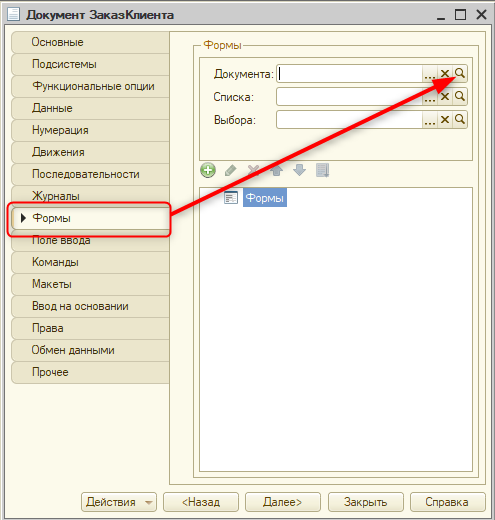 Документ ЗаказКлиента
Основные
Подсистемы
Функциональные опции
Данные
Нумерация
Движения
Последовательности
Журналы
Формы
Поле ввода
Команды
Макеты
Ввод на основании
Права
Обмен данными
Прочее
Формы
Документа:
Списка:
Выбора:
Формы
Действия
<Назад
Далее>
Закрыть
Справка